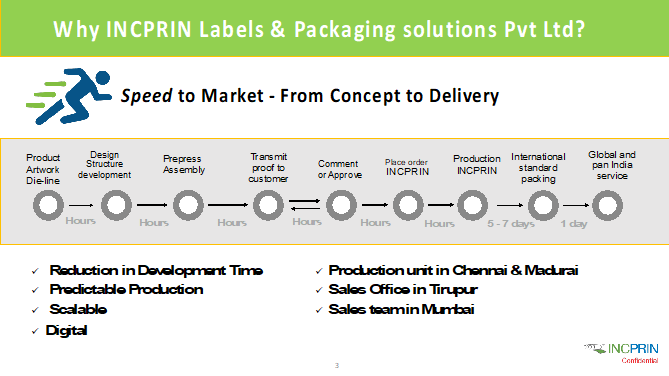 Why INCPRIN Labels & Packaging solutions Pvt Ltd?
Speed to Market - From Concept to Delivery
Product
Artwork
Die-line
Design
Structure
development
Prepress
Assembly
Transmit
proof to
customer
Comment
or Approve
Place order
INCPRIN
Production
INCPRIN
International
standard
packing
Global and
pan India
service
Hours
Hours
Hours
Hours
Hours
Hours
5 - 7 days
1 day
✓ Reduction in Development Time
✓ Predictable Production
✓ Scalable
✓ Digital
✓ Production unit in Chennai & Madurai
✓ Sales Office in Tirupur
✓ Sales team in Mumbai
INCPRIN
Confidential
3